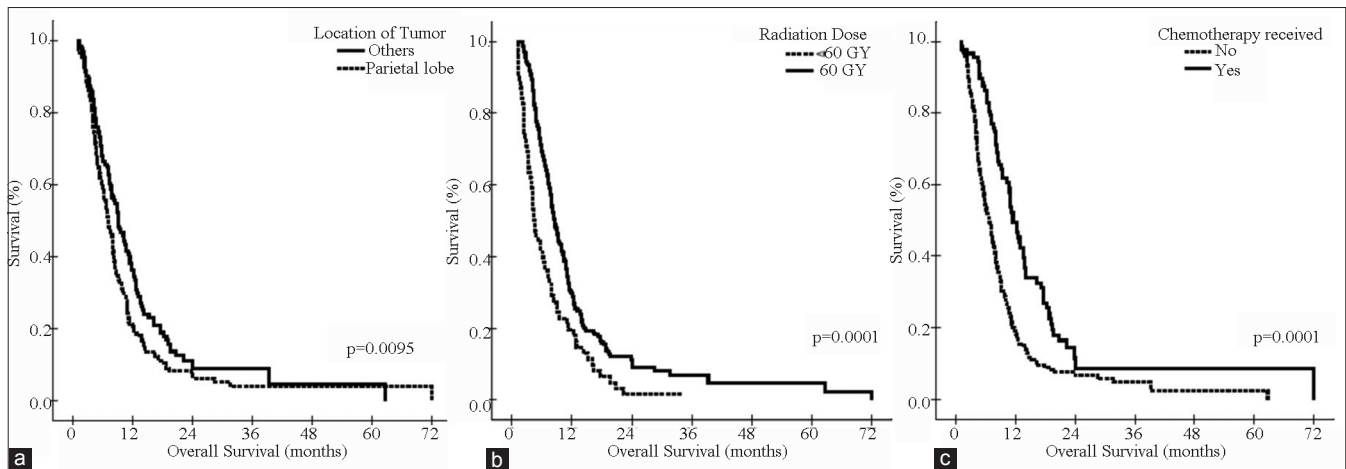 Location of Tumor
Others
Parietal lobe
10.
0.8
0.6
0.4
0.2
0.0
Survival (%)
p=0.0095
0 12 24 36 48 60 72
Overall Survival (months)
a
Radiation Dose
<60 GY
60 GY
10.
0.8
0.6
0.4
0.2
0.0
Survival (%)
p=0.0001
0 12 24 36 48 60 72
Overall Survival (months)
b
Chemotherapy received
No
Yes
10.
0.8
0.6
0.4
0.2
0.0
Survival (%)
p=0.0001
0 12 24 36 48 60 72
Overall Survival (months)
c